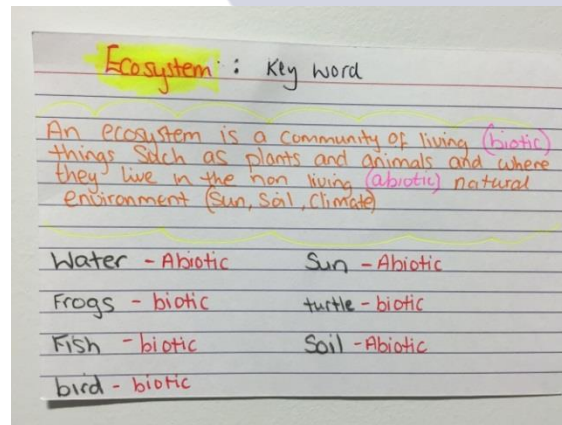 Ecosystem : Key word
An ecosystem is a community of living (biotic)
things Sdch as plants and animals and where
they live in the non living (abiotic) natural
environment (Sun, Soil, Climate)
Water - Abiotic Sun - Abiotic
Frogs - biotic turtle - biotic
Fish - biotic Soil - Abiotic
bird - biotic